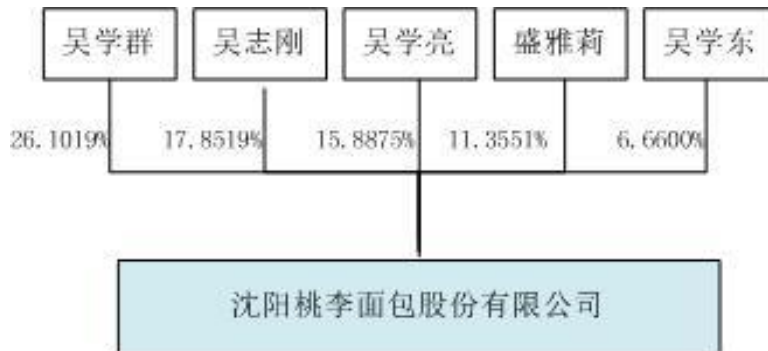 吴学群 吴志刚 吴学亮 盛雅莉 吴学东
26.1019% 17.8519% 15.8875% 11.3551% 6.6600%
沈阳桃李面包股份有限公司